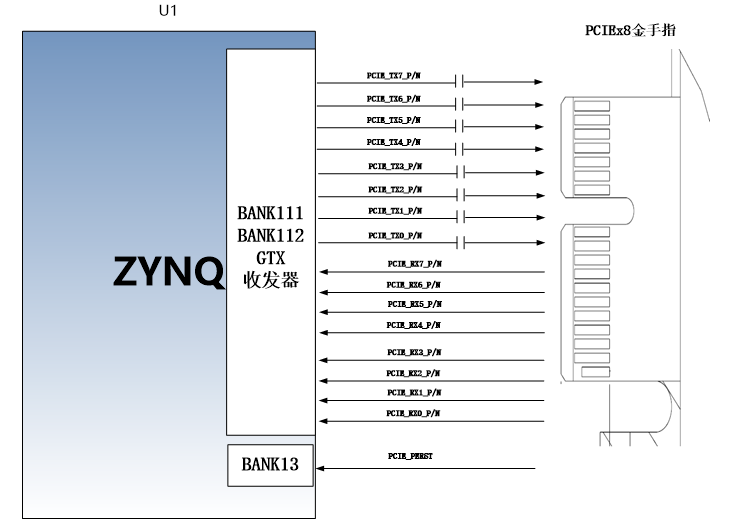 U1
PCIEx8金手指
PCIE_TX7_P/N
PCIE_TX6_P/N
PCIE_TX5_P/N
PCIE_TX4_P/N
PCIE_TX3_P/N
PCIE_TX2_P/N
PCIE_TX1_P/N
PCIE_TX0_P/N
ZYNQ
BANK111
BANK112
GTX
收发器
PCIE_RX7_P/N
PCIE_RX6_P/N
PCIE_RX5_P/N
PCIE_RX4_P/N
PCIE_RX3_P/N
PCIE_RX2_P/N
PCIE_RX1_P/N
PCIE_RX0_P/N
BANK13
PCIE_PERST